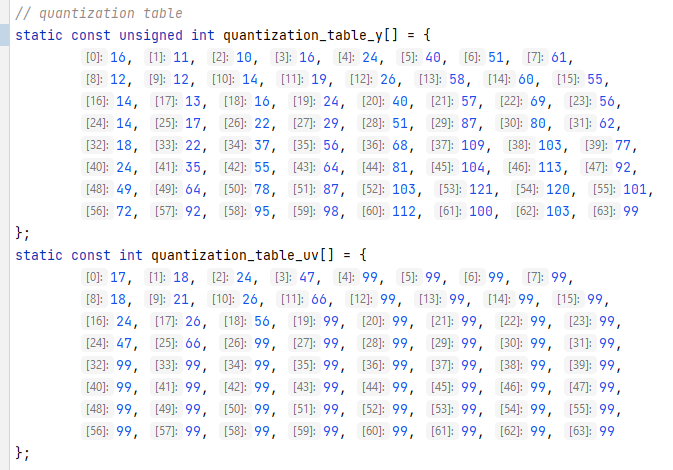 // quantization table
static const unsigned int quantization_table_y[] = {
[0]: 16, [1]: 11, [2]: 10, [3]: 16, [4]: 24, [5]: 40, [6]: 51, [7]: 61,
[8]: 12, [9]: 12, [10]: 14, [11]: 19, [12]: 26, [13]: 58, [14]: 60, [15]: 55,
[16]: 14, [17]: 13, [18]: 16, [19]: 24, [20]: 40, [21]: 57, [22]: 69, [23]: 56,
[24]: 14, [25]: 17, [26]: 22, [27]: 29, [28]: 51, [29]: 87, [30]: 80, [31]: 62,
[32]: 18, [33]: 22, [34]: 37, [35]: 56, [36]: 68, [37]: 109, [38]: 103, [39]: 77,
[40]: 24, [41]: 35, [42]: 55, [43]: 64, [44]: 81, [45]: 104, [46]: 113, [47]: 92,
[48]: 49, [49]: 64, [50]: 78, [51]: 87, [52]: 103, [53]: 121, [54]: 120, [55]: 101,
[56]: 72, [57]: 92, [58]: 95, [59]: 98, [60]: 112, [61]: 100, [62]: 103, [63]: 99
};
static const int quantization_table_uv[] = {
[0]: 17, [1]: 18, [2]: 24, [3]: 47, [4]: 99, [5]: 99, [6]: 99, [7]: 99,
[8]: 18, [9]: 21, [10]: 26, [11]: 66, [12]: 99, [13]: 99, [14]: 99, [15]: 99,
[16]: 24, [17]: 26, [18]: 56, [19]: 99, [20]: 99, [21]: 99, [22]: 99, [23]: 99,
[24]: 47, [25]: 66, [26]: 99, [27]: 99, [28]: 99, [29]: 99, [30]: 99, [31]: 99,
[32]: 99, [33]: 99, [34]: 99, [35]: 99, [36]: 99, [37]: 99, [38]: 99, [39]: 99,
[40]: 99, [41]: 99, [42]: 99, [43]: 99, [44]: 99, [45]: 99, [46]: 99, [47]: 99,
[48]: 99, [49]: 99, [50]: 99, [51]: 99, [52]: 99, [53]: 99, [54]: 99, [55]: 99,
[56]: 99, [57]: 99, [58]: 99, [59]: 99, [60]: 99, [61]: 99, [62]: 99, [63]: 99
};